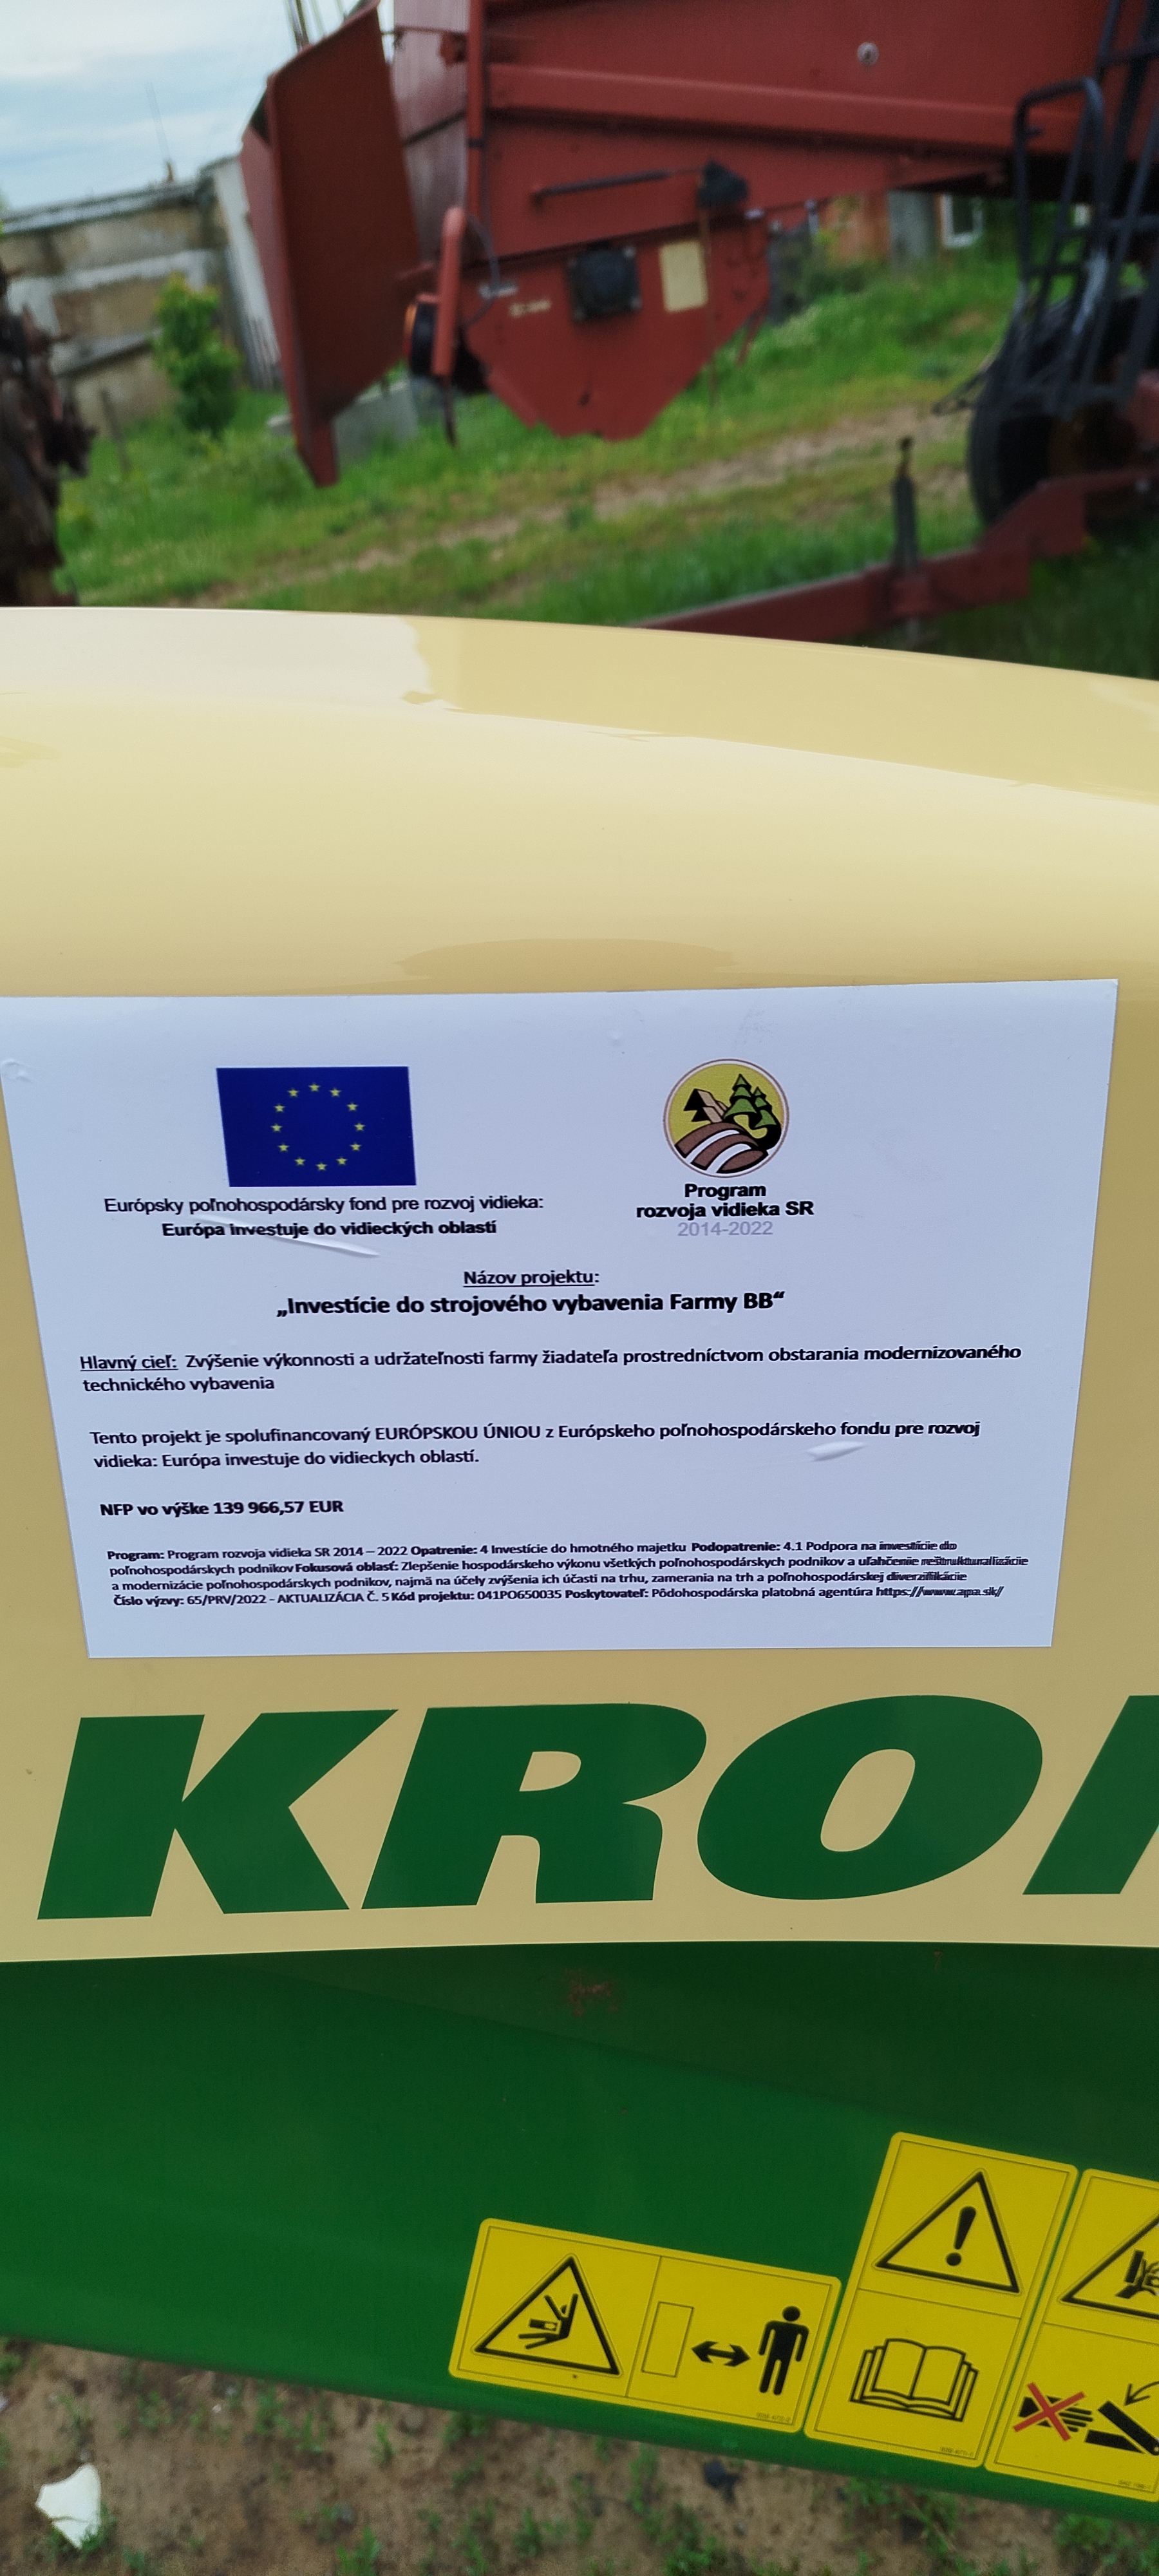 Európsky poľnohospodársky fond pre rozvoj vidieka:
Európa investuje do vidieckých oblastí
Program
rozvoja vidieka SR
2014-2022
Názov projektu:
„Investície do strojového vybavenia Farmy BB“
Hlavný cieľ: Zvýšenie výkonnosti a udržateľnosti farmy žiadateľa prostredníctvom obstarania modernizovaného
technického vybavenia
Tento projekt je spolufinancovaný EURÓPSKOU ÚNIOU z Európskeho poľnohospodárskeho fondu pre rozvoj
vidieka: Európa investuje do vidieckych oblastí.
NFP vo výške 139 966,57 EUR
Program: Program rozvoja vidieka SR 2014 – 2022 Opatrenie: 4 Investície do hmotného majetku Podopatrenie: 4.1 Podpora na investície do
poľnohospodárskych podnikov Fokusová oblasť: Zlepšenie hospodárskeho výkonu všetkých poľnohospodárskych podnikov a uľahčenie reštrukturalizácie
a modernizácie poľnohospodárskych podnikov, najmä na účely zvýšenia ich účasti na trhu, zamerania na trh a poľnohospodárskej diverzifikácie
Číslo výzvy: 65/PRV/2022 - AKTUALIZÁCIA Č. 5 Kód projektu: 041PO650035 Poskytovateľ: Pôdohospodárska platobná agentúra https://www.apa.sk/
KRO